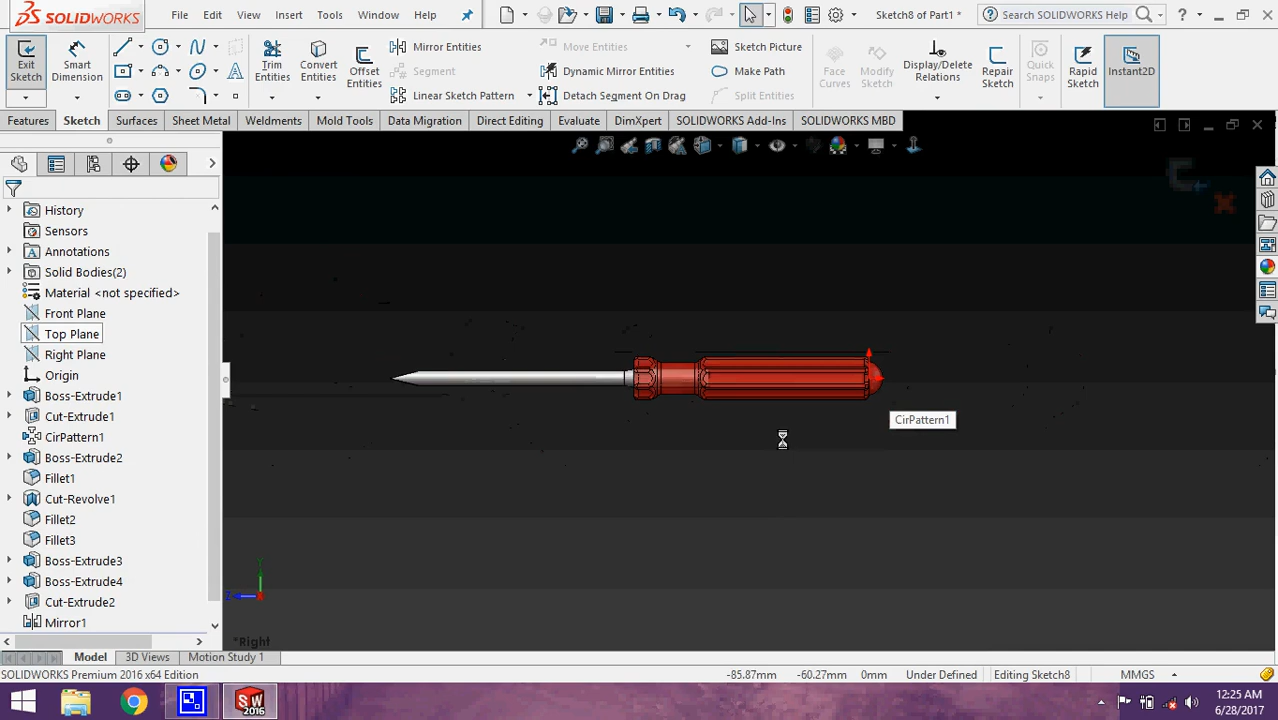 SOLIDWORKS
File Edit View Insert Tools Window Help
Sketch8 of Part1 *
Search SOLIDWORKS Help
Exit Sketch
Smart Dimension
Trim Entities
Convert Entities
Offset Entities
Mirror Entities
Segment
Linear Sketch Pattern
Move Entities
Dynamic Mirror Entities
Detach Segment On Drag
Sketch Picture
Make Path
Split Entities
Face Curves
Modify Sketch
Display/Delete Relations
Quick Snaps
Repair Sketch
Rapid Sketch
Instant2D
Features Sketch Surfaces Sheet Metal Weldments Mold Tools Data Migration Direct Editing Evaluate DimXpert SOLIDWORKS Add-Ins SOLIDWORKS MBD
History
Sensors
Annotations
Solid Bodies(2)
Material <not specified>
Front Plane
Top Plane
Right Plane
Origin
Boss-Extrude1
Cut-Extrude1
CirPattern1
Boss-Extrude2
Fillet1
Cut-Revolve1
Fillet2
Fillet3
Boss-Extrude3
Boss-Extrude4
Cut-Extrude2
Mirror1
CirPattern1
Y
Z
*Right
Model 3D Views Motion Study 1
SOLIDWORKS Premium 2016 x64 Edition
-85.87mm -60.27mm 0mm Under Defined Editing Sketch8 MMGS
SW
2016
12:25 AM
6/28/2017